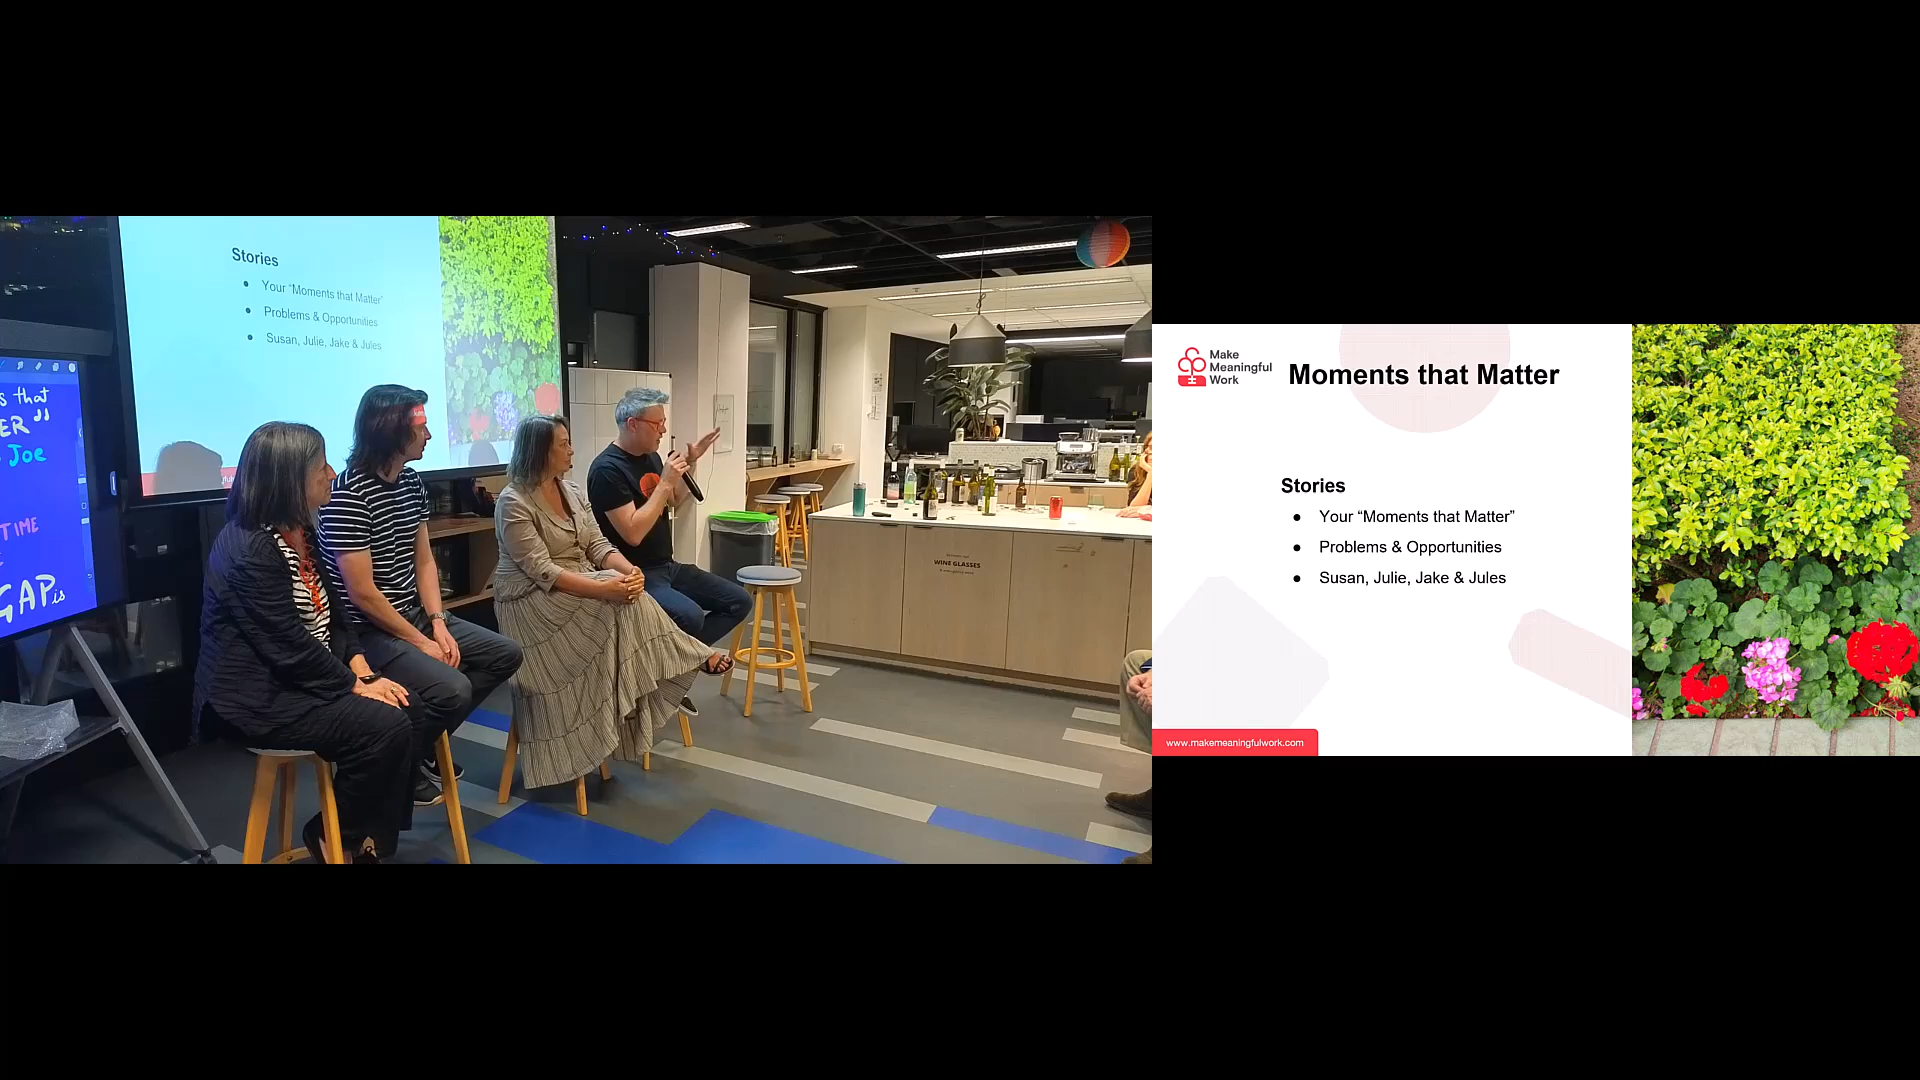 Stories
Your "Moments that Matter"
Problems & Opportunities
Susan, Julie, Jake & Jules
s that
ER"
Joe
TIME
GAP is
WINE GLASSES
Make
Meaningful
Work
Moments that Matter
Stories
Your “Moments that Matter”
Problems & Opportunities
Susan, Julie, Jake & Jules
www.makemeaningfulwork.com